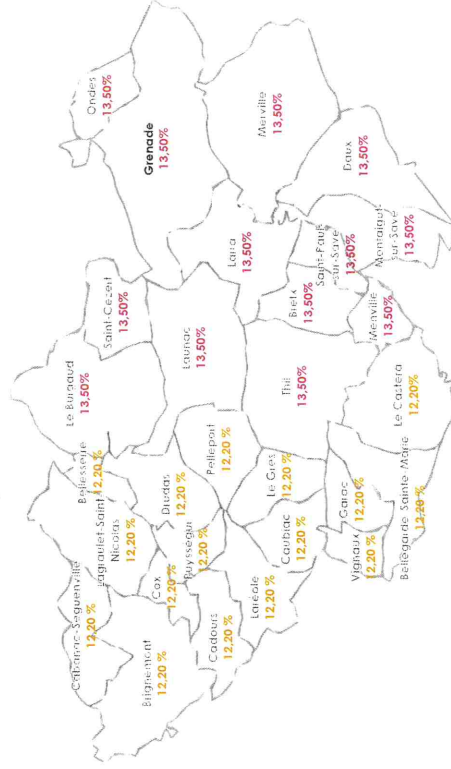 Ondes
13,50%
Grenade
13,50%
Merville
13,50%
Daux
13,50%
Saint-Cezert
13,50%
Larra
13,50%
Saint-Paul-
sur-Save
13,50%
Montaigut-
sur-Save
13,50%
Le Burgaud
13,50%
Launac
13,50%
Bretx
13,50%
Menville
13,50%
Thil
13,50%
Bellesserre
12,20 %
Drudas
12,20 %
Pelleport
12,20 %
Le Gres
12,20 %
Le Castera
12,20%
Lagraulet-Saint-
Nicolas
12,20 %
Cox
12,20 %
Puysségur
12,20 %
Caubiac
12,20 %
Garac
12,20%
Cabanac-Séguenville
12,20 %
Brignemont
12,20 %
Cadours
12,20 %
Laréole
12,20 %
Vignaux
12,20 %
Bellegarde Sainte-Marie
12,20 %